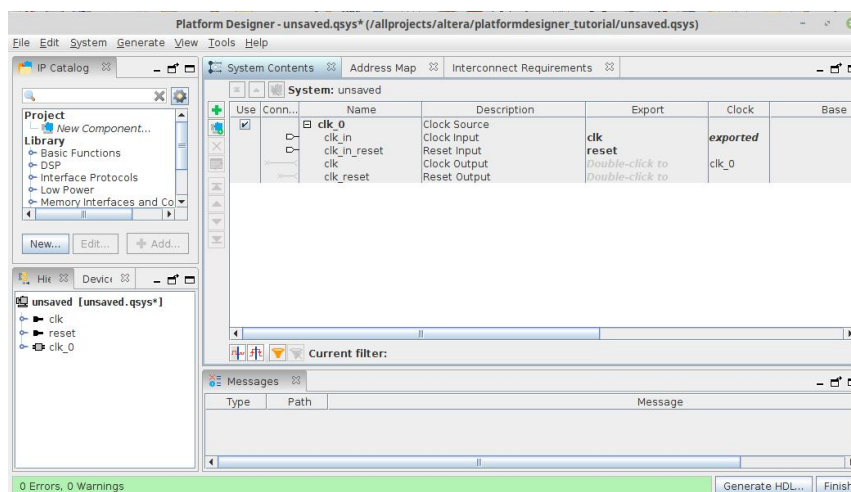 Platform Designer - unsaved.qsys* (/allprojects/altera/platformdesigner_tutorial/unsaved.qsys)
File Edit System Generate View Tools Help
IP Catalog
Project
New Component...
Library
Basic Functions
DSP
Interface Protocols
Low Power
Memory Interfaces and Co
New... Edit... Add...
Hie Device
unsaved [unsaved.qsys*]
clk
reset
clk_0
System Contents Address Map Interconnect Requirements
System: unsaved
Use Conn... Name Description Export Clock Base
clk_0 Clock Source
clk_in Clock Input clk exported
clk_in_reset Reset Input reset
clk Clock Output Double-click to clk_0
clk_reset Reset Output Double-click to
Current filter:
Messages
Type Path Message
0 Errors, 0 Warnings
Generate HDL... Finish